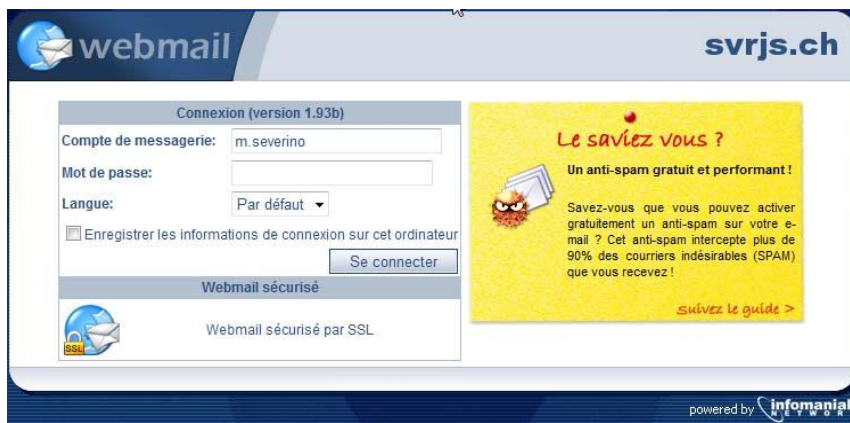 webmail
svrjs.ch
Connexion (version 1.93b)
Compte de messagerie: m.severino
Mot de passe:
Langue: Par défaut
Enregistrer les informations de connexion sur cet ordinateur
Se connecter
Webmail sécurisé
SSL
Webmail sécurisé par SSL
Le saviez vous ?
Un anti-spam gratuit et performant !
Savez-vous que vous pouvez activer
gratuitement un anti-spam sur votre e-
mail ? Cet anti-spam intercepte plus de
90% des courriers indésirables (SPAM)
que vous recevez !
suivez le guide >
powered by infomania